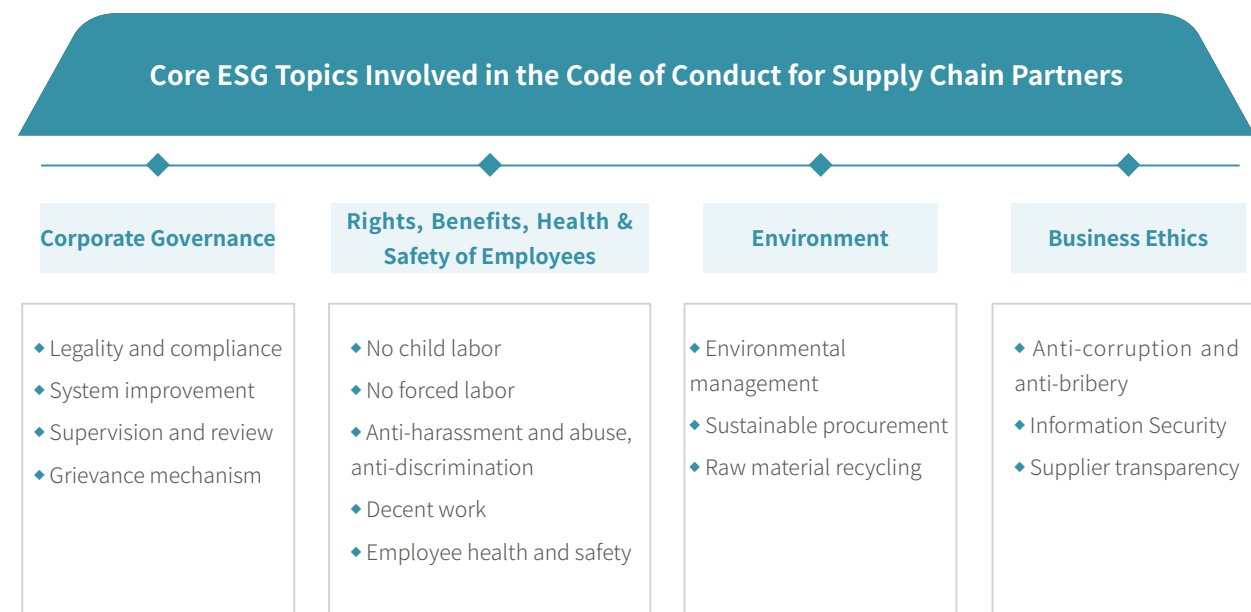 Core ESG Topics Involved in the Code of Conduct for Supply Chain Partners
Corporate Governance
Legality and compliance
System improvement
Supervision and review
Grievance mechanism
Rights, Benefits, Health &
Safety of Employees
No child labor
No forced labor
Anti-harassment and abuse,
anti-discrimination
Decent work
Employee health and safety
Environment
Environmental
management
Sustainable procurement
Raw material recycling
Business Ethics
Anti-corruption and
anti-bribery
Information Security
Supplier transparency